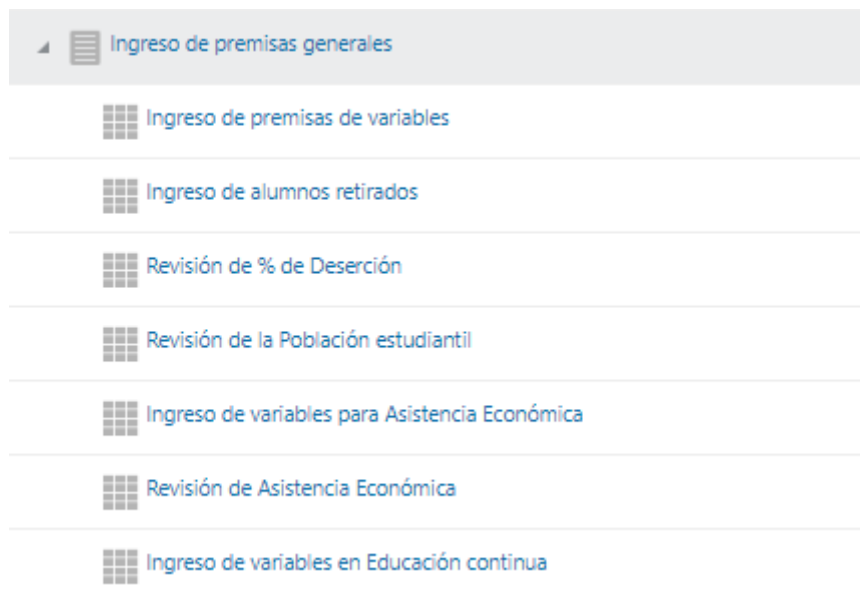 Ingreso de premisas generales
Ingreso de premisas de variables
Ingreso de alumnos retirados
Revisión de % de Deserción
Revisión de la Población estudiantil
Ingreso de variables para Asistencia Económica
Revisión de Asistencia Económica
Ingreso de variables en Educación continua